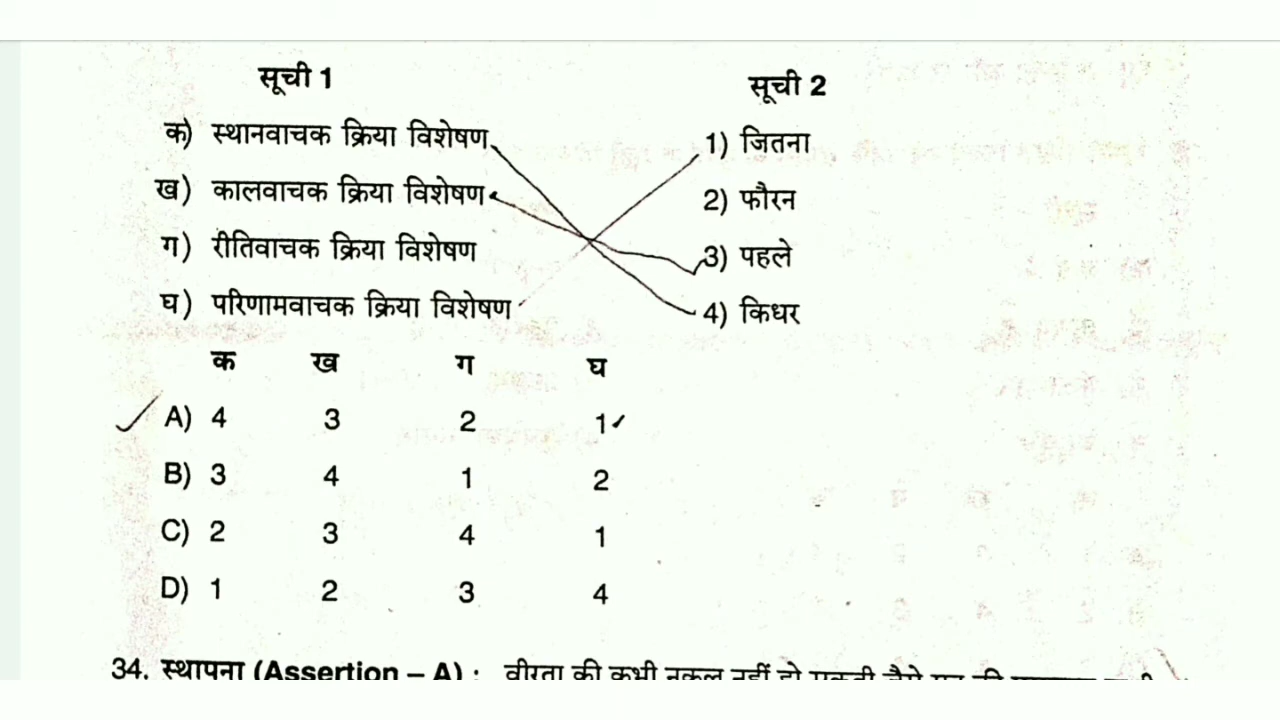 सूची 1 सूची 2
क) स्थानवाचक क्रिया विशेषण 1) जितना
ख) कालवाचक क्रिया विशेषण 2) फौरन
ग) रीतिवाचक क्रिया विशेषण 3) पहले
घ) परिणामवाचक क्रिया विशेषण 4) किधर
क ख ग घ
A) 4 3 2 1
B) 3 4 1 2
C) 2 3 4 1
D) 1 2 3 4
34. स्थापना (Assertion – A) : वीरता की कभी नकल नहीं हो सकती जैसे मन की